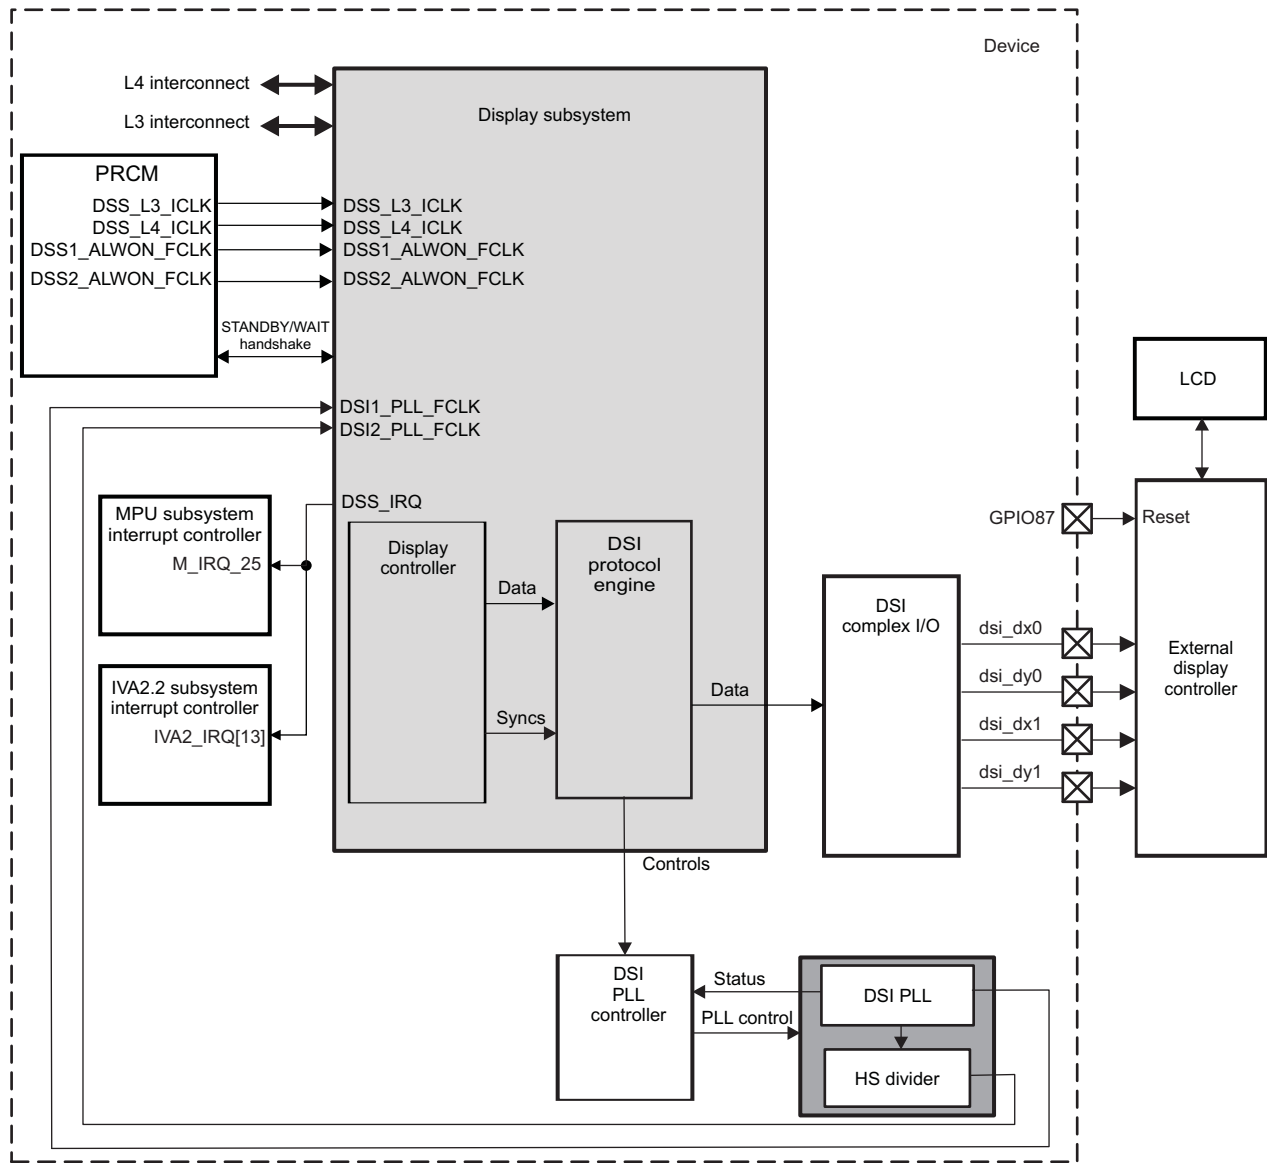 Device
L4 interconnect
L3 interconnect
Display subsystem
PRCM
DSS_L3_ICLK
DSS_L4_ICLK
DSS1_ALWON_FCLK
DSS2_ALWON_FCLK
DSS_L3_ICLK
DSS_L4_ICLK
DSS1_ALWON_FCLK
DSS2_ALWON_FCLK
STANDBY/WAIT
handshake
DSI1_PLL_FCLK
DSI2_PLL_FCLK
DSS_IRQ
MPU subsystem
interrupt controller
M_IRQ_25
IVA2.2 subsystem
interrupt controller
IVA2_IRQ[13]
Display
controller
Data
Syncs
DSI
protocol
engine
Data
DSI
complex I/O
GPIO87
dsi_dx0
dsi_dy0
dsi_dx1
dsi_dy1
LCD
Reset
External
display
controller
Controls
DSI
PLL
controller
Status
PLL control
DSI PLL
HS divider